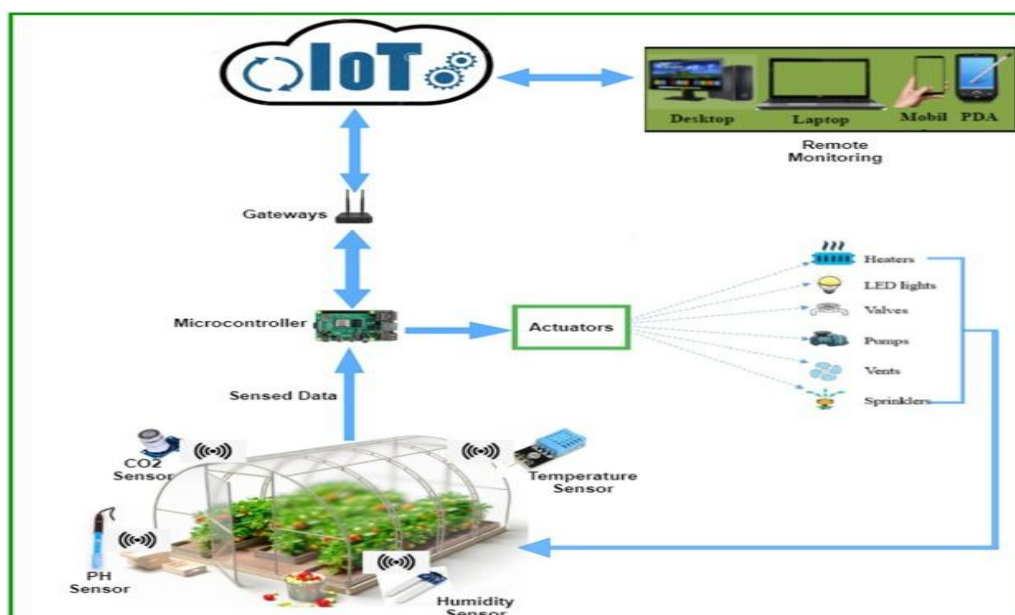 IoT
Desktop
Laptop
Mobil
PDA
Remote
Monitoring
Gateways
Heaters
LED lights
Valves
Microcontroller
Actuators
Pumps
Vents
Sensed Data
Sprinklers
CO2
Sensor
Temperature
Sensor
PH
Sensor
Humidity
Sensor